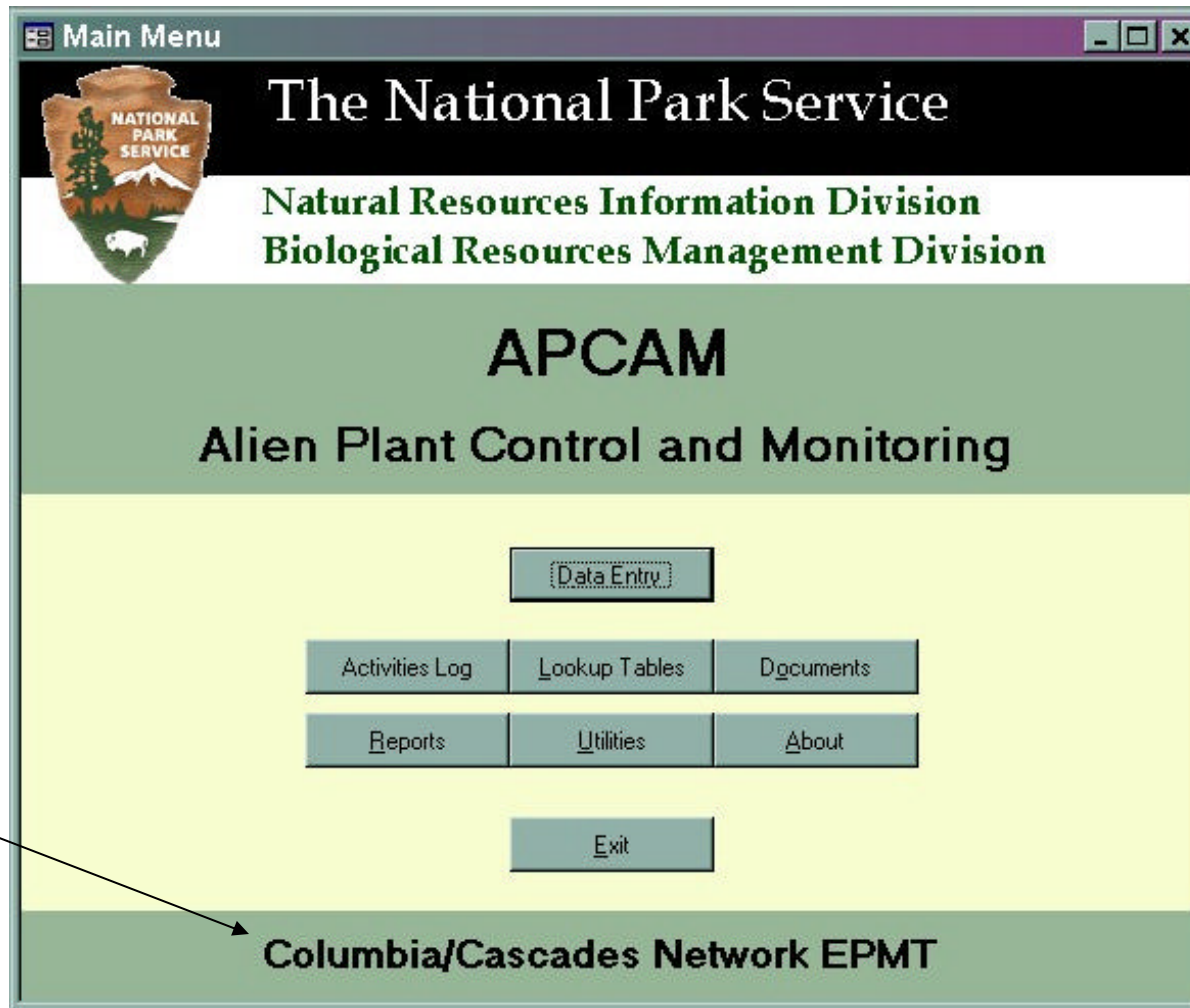 Main Menu
NATIONAL
PARK
SERVICE
The National Park Service
Natural Resources Information Division
Biological Resources Management Division
APCAM
Alien Plant Control and Monitoring
Data Entry
Activities Log Lookup Tables Documents
Reports Utilities About
Exit
Columbia/Cascades Network EPMT